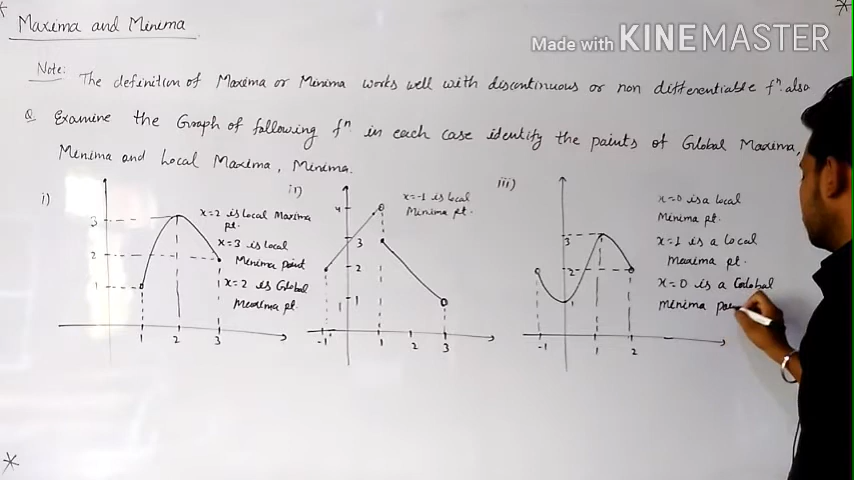 Maxima and Minima
Made with KINEMASTER
Note: The definition of Maxima or Minima works well with discontinuous or non differentiable fⁿ. also
Q Examine the Graph of following fⁿ in each case identify the points of Global Maxima,
Minima and Local Maxima, Minima.
i)
3
2
1
1 2 3
x=2 is Local Maxima
pt.
x=3 is Local
Minima point
x=2 is Global
Maxima pt.
ii)
4
3
2
1
-1 1 2 3
x=-1 is Local
Minima pt.
iii)
3
2
1
-1 1 2
x=0 is a Local
Minima pt.
x=1 is a Local
Maxima pt.
x=0 is a Global
minima poin